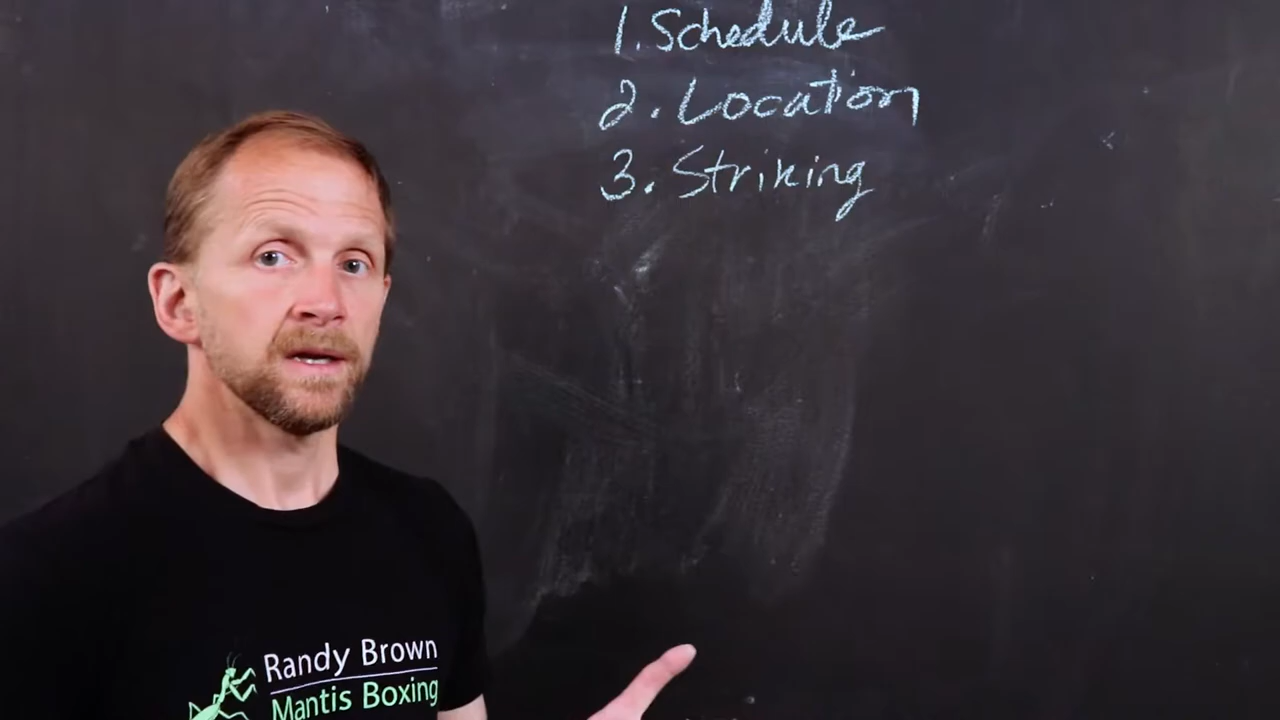 1. Schedule
2. Location
3. Striking
Randy Brown
Mantis Boxing